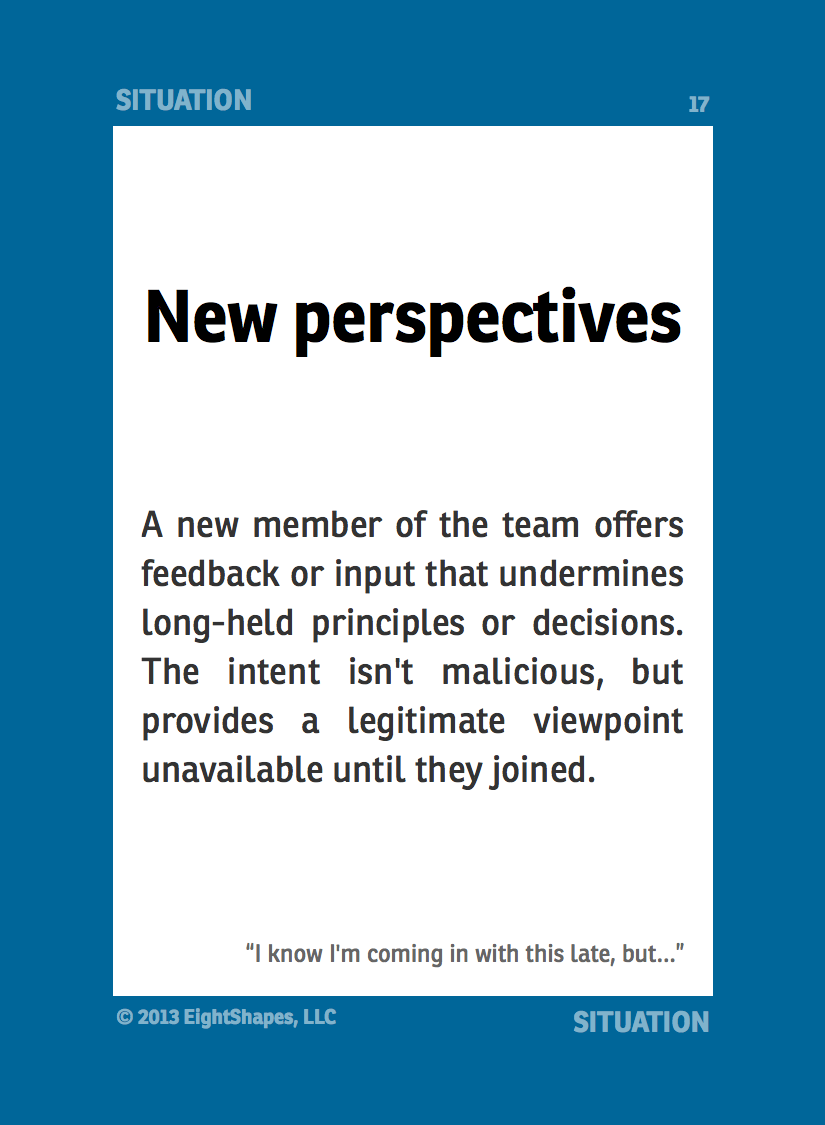 SITUATION 17
New perspectives
A new member of the team offers
feedback or input that undermines
long-held principles or decisions.
The intent isn't malicious, but
provides a legitimate viewpoint
unavailable until they joined.
“I know I'm coming in with this late, but...”
© 2013 EightShapes, LLC SITUATION